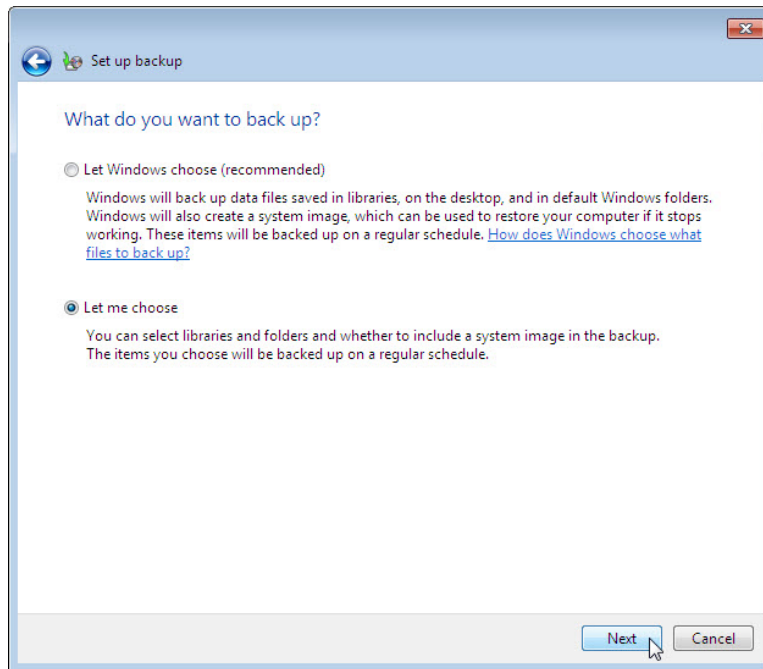 Set up backup
What do you want to back up?
Let Windows choose (recommended)
Windows will back up data files saved in libraries, on the desktop, and in default Windows folders.
Windows will also create a system image, which can be used to restore your computer if it stops
working. These items will be backed up on a regular schedule. How does Windows choose what
files to back up?
Let me choose
You can select libraries and folders and whether to include a system image in the backup.
The items you choose will be backed up on a regular schedule.
Next Cancel